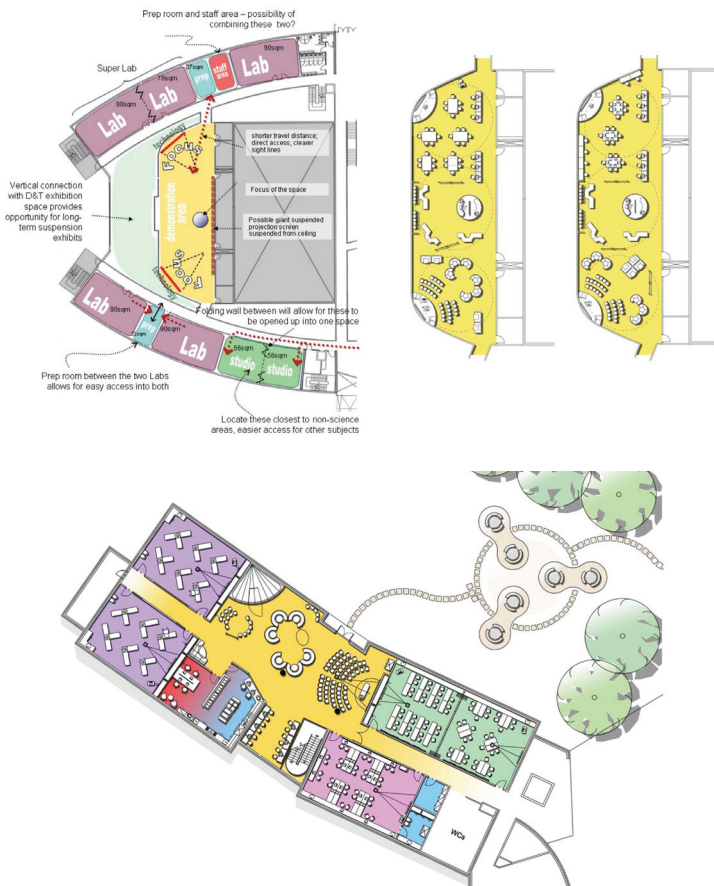 Prep room and staff area – possibility of
combining these two?
Super Lab
90sqm
Lab
78sqm
Lab
37sqm
prep
staff
area
90sqm
Lab
technology
FOCUS
shorter travel distance;
direct access; clearer
sight lines
Focus of the space
Possible giant suspended
projection screen
suspended from ceiling
demonstration
area
Vertical connection
with D&T exhibition
space provides
opportunity for long-
term suspension
exhibits
FOCUS
technology
Folding wall between will allow for these to
be opened up into one space
Lab
90sqm
prep
90sqm
Lab
56sqm
studio
56sqm
studio
Prep room between the two Labs
allows for easy access into both
Locate these closest to non-science
areas, easier access for other subjects
WCs